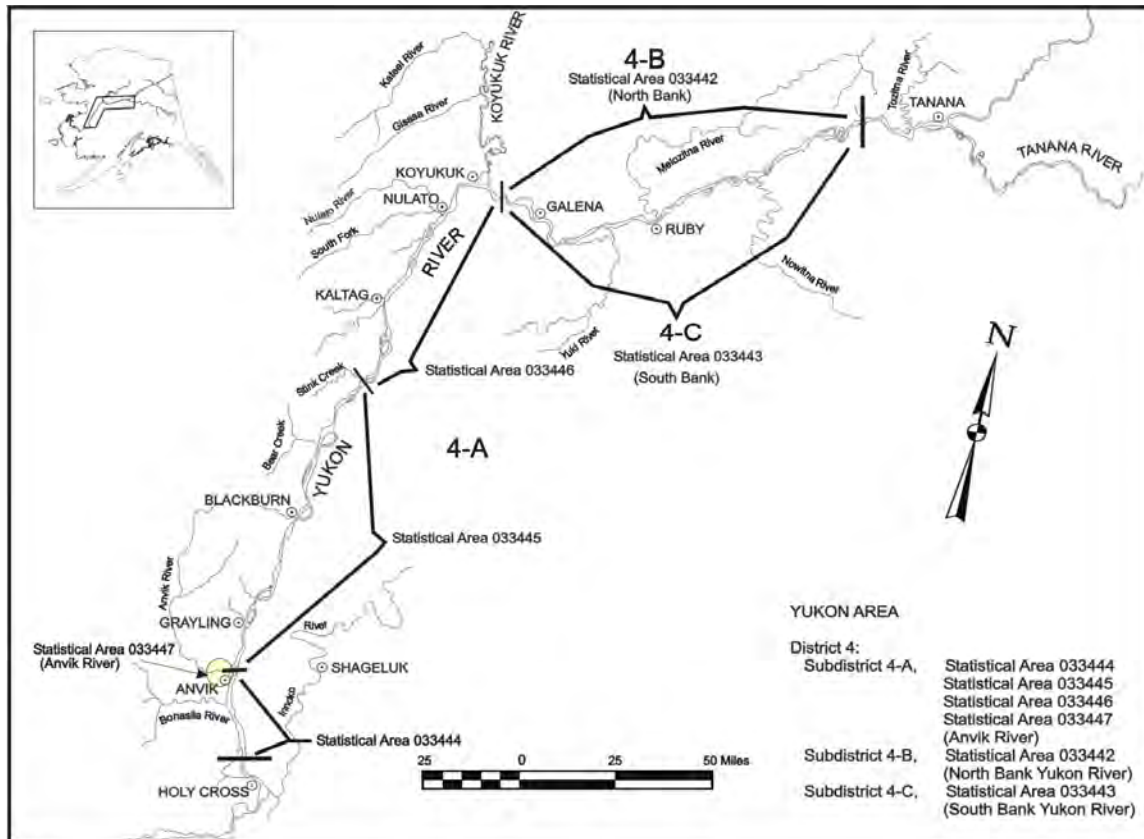 4-B
Statistical Area 033442
(North Bank)
Kateel River
KOYUKUK RIVER
Gisasa River
Tozitna River
TANANA
TANANA RIVER
Melozitna River
KOYUKUK
NULATO
Nulato River
GALENA
RUBY
South Fork
RIVER
Nowitna River
KALTAG
Yuki River
4-C
Statistical Area 033443
(South Bank)
N
Stink Creek
Statistical Area 033446
Bear Creek
YUKON
4-A
BLACKBURN
Statistical Area 033445
Anvik River
GRAYLING
River
Statistical Area 033447
(Anvik River)
SHAGELUK
ANVIK
Bonasila River
Innoko
Statistical Area 033444
HOLY CROSS
25 0 25 50 Miles
YUKON AREA
District 4:
Subdistrict 4-A, Statistical Area 033444
Statistical Area 033445
Statistical Area 033446
Statistical Area 033447
(Anvik River)
Subdistrict 4-B, Statistical Area 033442
(North Bank Yukon River)
Subdistrict 4-C, Statistical Area 033443
(South Bank Yukon River)